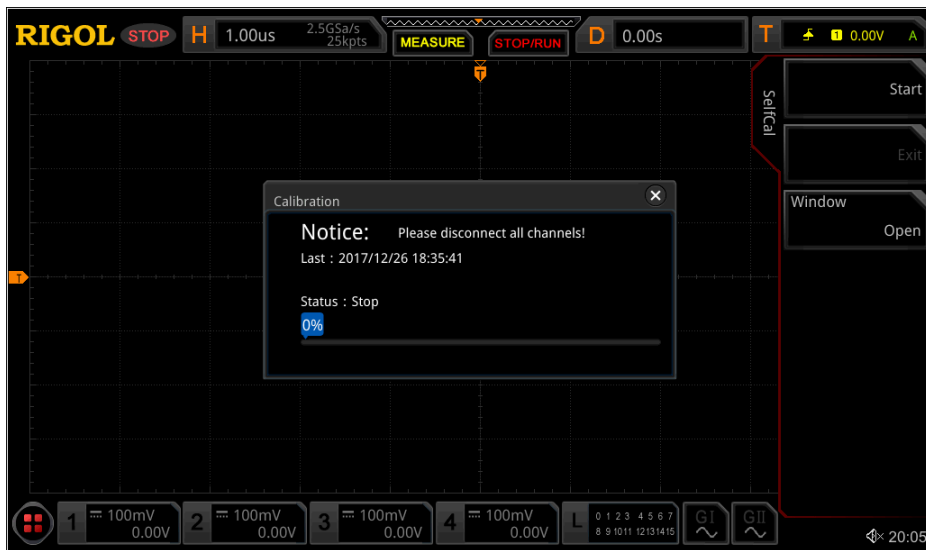 RIGOL STOP H 1.00us 2.5GSa/s 25kpts MEASURE STOP/RUN D 0.00s T 1 0.00V A
T
SelfCal
Start
Exit
Window
Open
T
Calibration
Notice: Please disconnect all channels!
Last : 2017/12/26 18:35:41
Status : Stop
0%
1 100mV 0.00V
2 100mV 0.00V
3 100mV 0.00V
4 100mV 0.00V
L 0 1 2 3 4 5 6 7
8 9 10 11 12 13 14 15
GI
GII
20:05